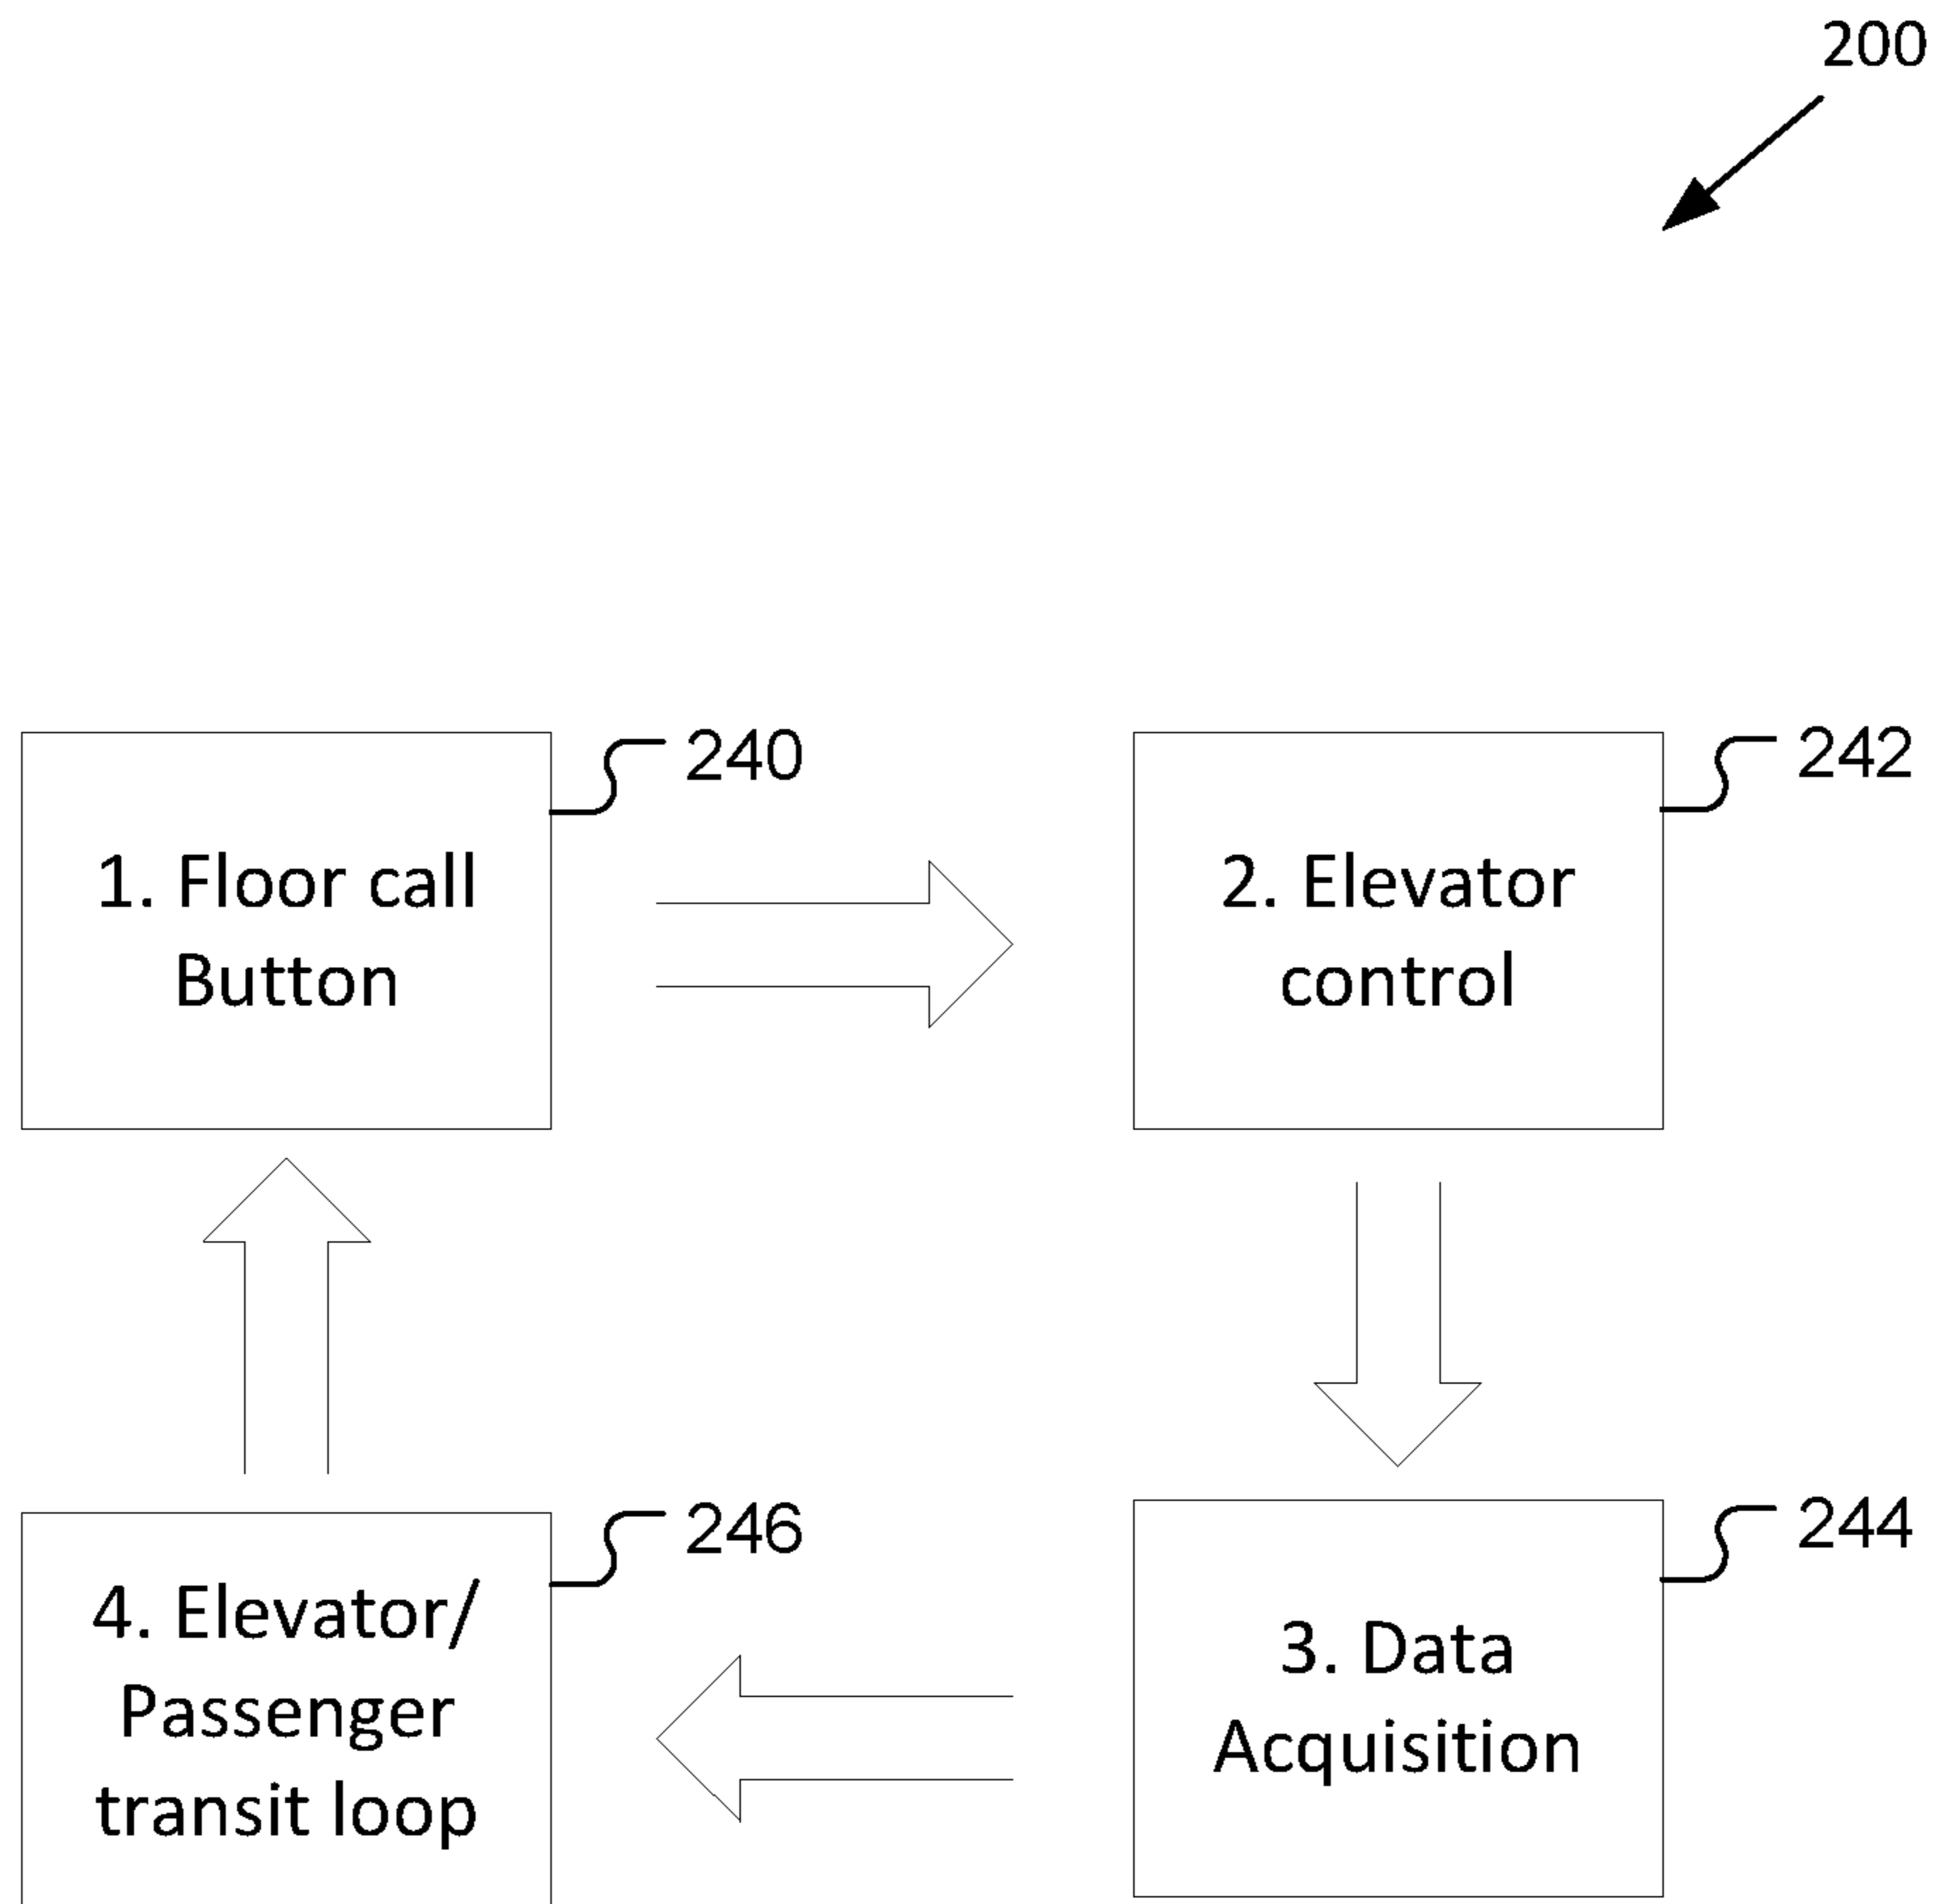 200
240
1. Floor call
Button
242
2. Elevator
control
246
4. Elevator/
Passenger
transit loop
244
3. Data
Acquisition